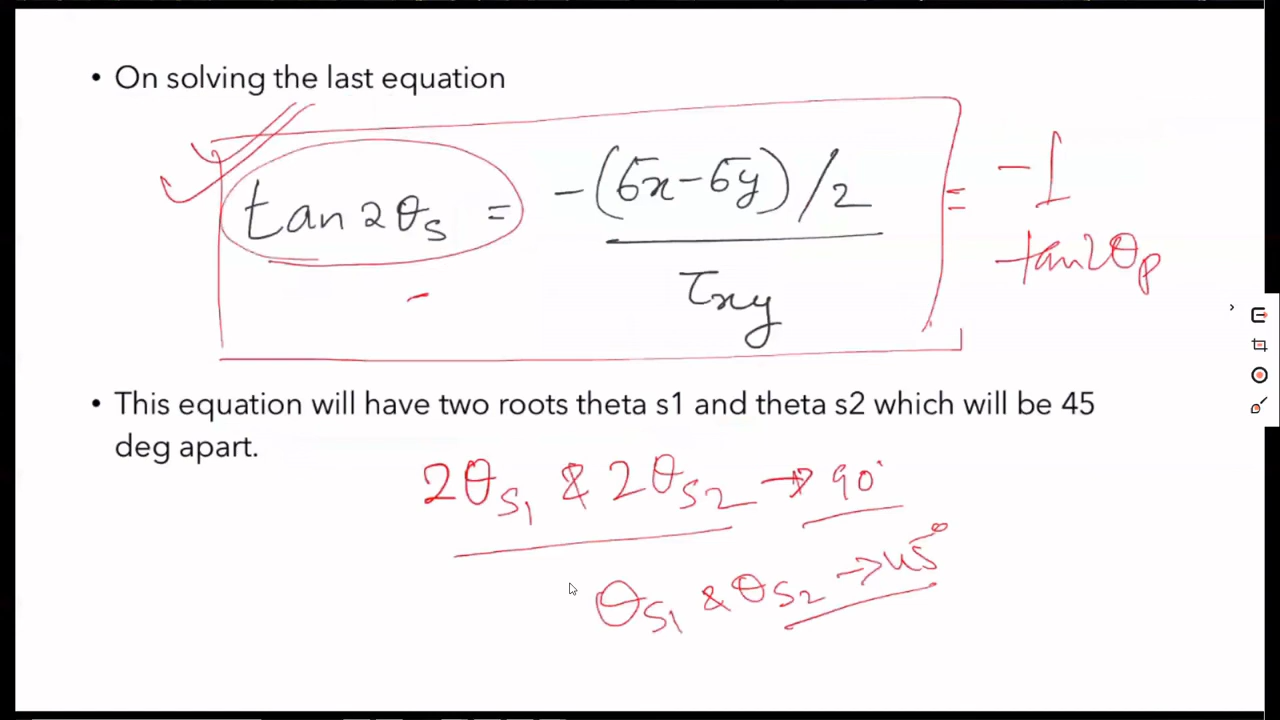 • On solving the last equation
tan 2θs = -(σx-σy)/2 / τxy = -1 / tan2θp
• This equation will have two roots theta s1 and theta s2 which will be 45
deg apart.
2θs1 & 2θs2 → 90°
θs1 & θs2 → 45°